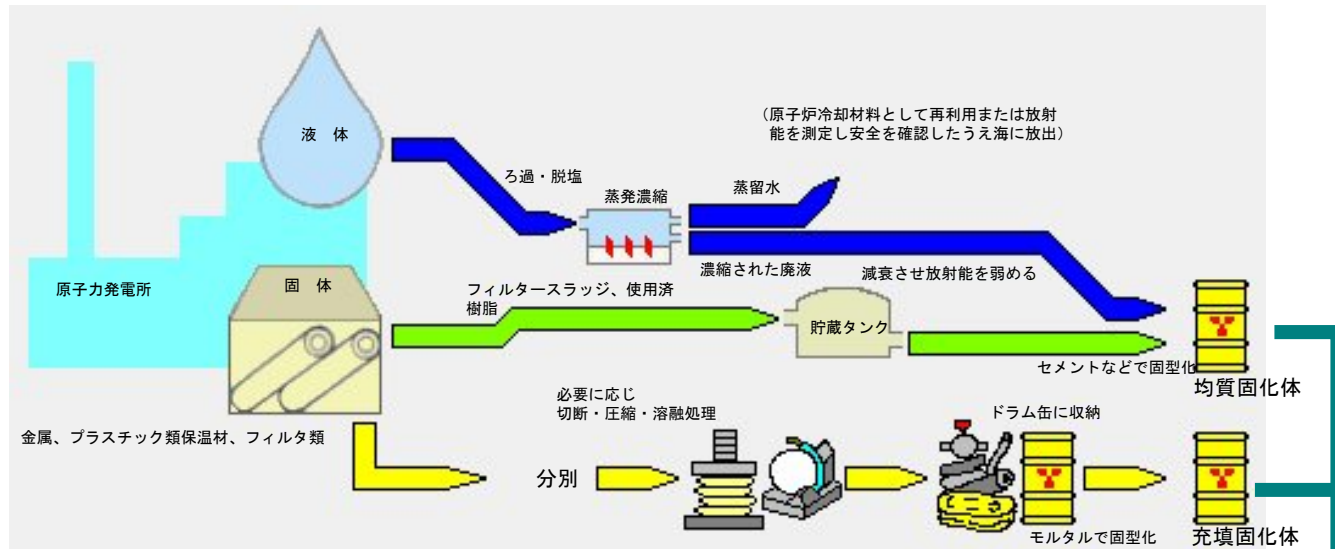 液　体
（原子炉冷却材料として再利用または放射
能を測定し安全を確認したうえ海に放出）
ろ過・脱塩
蒸発濃縮
蒸留水
濃縮された廃液
減衰させ放射能を弱める
原子力発電所
固　体
フィルタースラッジ、使用済
樹脂
貯蔵タンク
セメントなどで固型化
均質固化体
金属、プラスチック類保温材、フィルタ類
必要に応じ
切断・圧縮・溶融処理
分別
ドラム缶に収納
モルタルで固型化
充填固化体